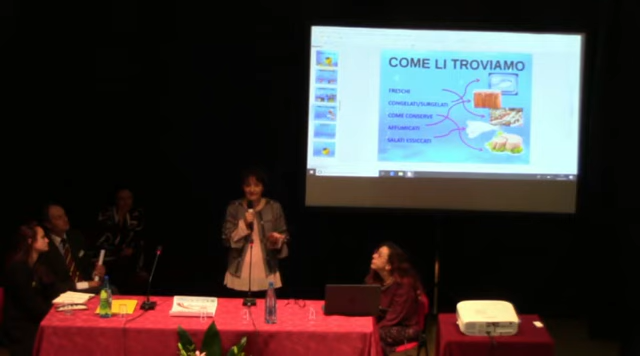 COME LI TROVIAMO
FRESCHI
CONGELATI/SURGELATI
COME CONSERVE
AFFUMICATI
SALATI ESSICCATI